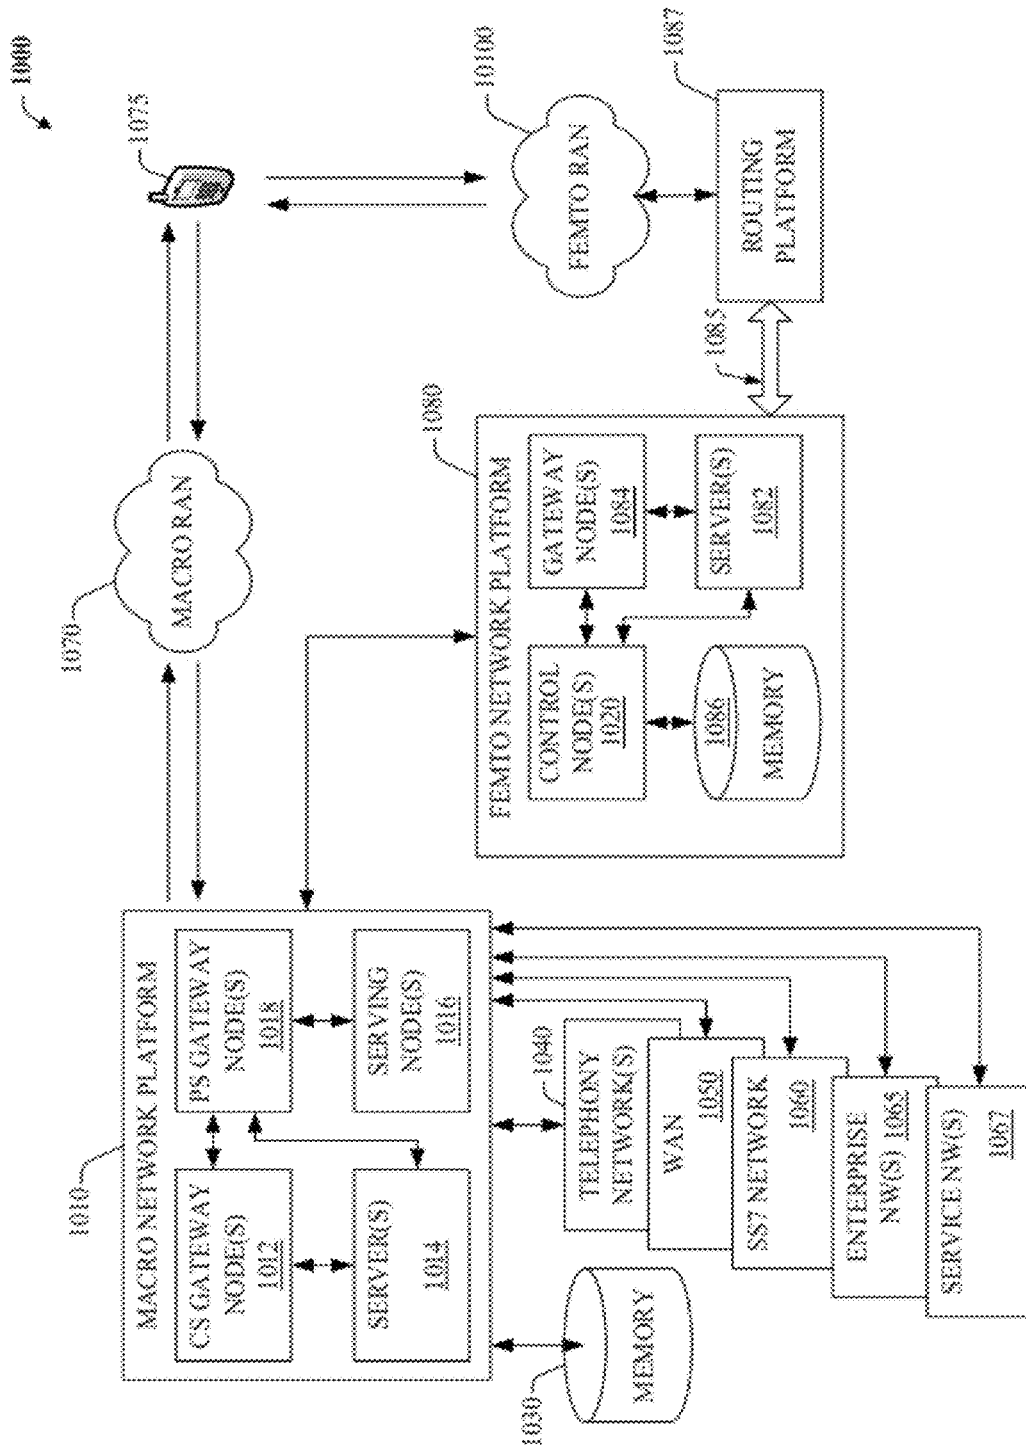 1000
1010
MACRO NETWORK PLATFORM
CS GATEWAY
NODE(S)
1012
PS GATEWAY
NODE(S)
1018
SERVER(S)
1014
SERVING
NODE(S)
1016
1070
MACRO RAN
1075
1030
MEMORY
1040
TELEPHONY
NETWORK(S)
WAN
1050
SS7 NETWORK
1060
ENTERPRISE
NW(S) 1065
SERVICE NW(S)
1067
1080
FEMTO NETWORK PLATFORM
CONTROL
NODE(S)
1020
GATEWAY
NODE(S)
1084
1086
MEMORY
SERVER(S)
1082
1085
10100
FEMTO RAN
1087
ROUTING
PLATFORM